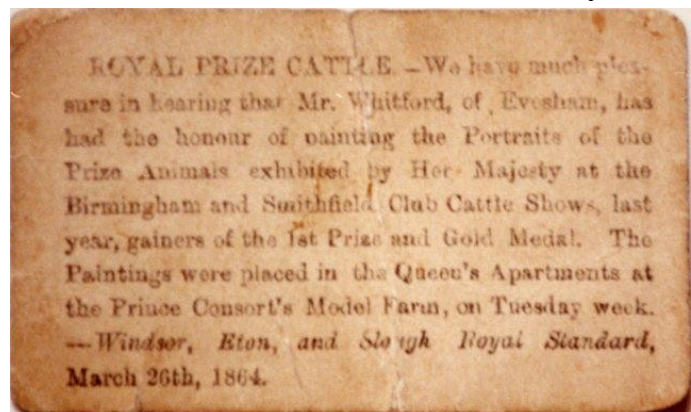 ROYAL PRIZE CATTLE.—We have much plea-
sure in hearing that Mr. Whitford, of Evesham, has
had the honour of painting the Portraits of the
Prize Animals exhibited by Her Majesty at the
Birmingham and Smithfield Club Cattle Shows, last
year, gainers of the 1st Prize and Gold Medal. The
Paintings were placed in the Queen's Apartments at
the Prince Consort's Model Farm, on Tuesday week.
—Windsor, Eton, and Slough Royal Standard,
March 26th, 1864.